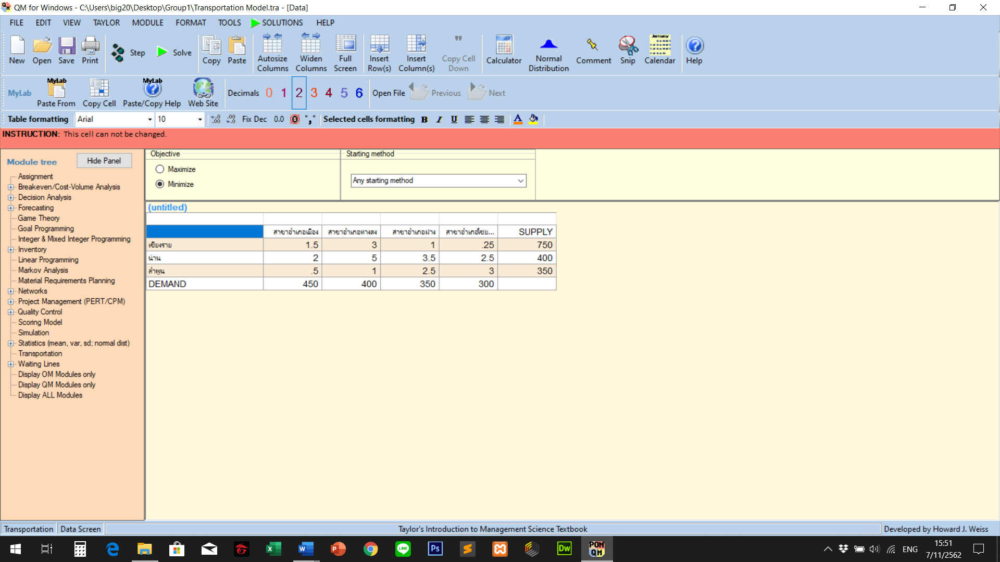 QM for Windows - C:\Users\big20\Desktop\Group1\Transportation Model.tra - [Data]
FILE EDIT VIEW TAYLOR MODULE FORMAT TOOLS SOLUTIONS HELP
New Open Save Print Step Solve Copy Paste Autosize Columns Widen Columns Full Screen Insert Row(s) Insert Column(s) Copy Cell Down Calculator Normal Distribution Comment Snip Calendar Help
MyLab Paste From Copy Cell MyLab Paste/Copy Help Web Site Decimals 0 1 2 3 4 5 6 Open File Previous Next
Table formatting Arial 10 Fix Dec 0.0 "," Selected cells formatting B I U A
INSTRUCTION: This cell can not be changed.
Module tree Hide Panel
Assignment
Breakeven/Cost-Volume Analysis
Decision Analysis
Forecasting
Game Theory
Goal Programming
Integer & Mixed Integer Programming
Inventory
Linear Programming
Markov Analysis
Material Requirements Planning
Networks
Project Management (PERT/CPM)
Quality Control
Scoring Model
Simulation
Statistics (mean, var, sd; normal dist)
Transportation
Waiting Lines
Display OM Modules only
Display QM Modules only
Display ALL Modules
Objective
Maximize
Minimize
Starting method
Any starting method
(untitled)
สาขาอำเภอเมือง สาขาอำเภอหางดง สาขาอำเภอฝาง สาขาอำเภอไชย... SUPPLY
เชียงราย 1.5 3 1 .25 750
น่าน 2 5 3.5 2.5 400
ลำพูน .5 1 2.5 3 350
DEMAND 450 400 350 300
Transportation Data Screen Taylor's Introduction to Management Science Textbook Developed by Howard J. Weiss
ENG
15:51
7/11/2562